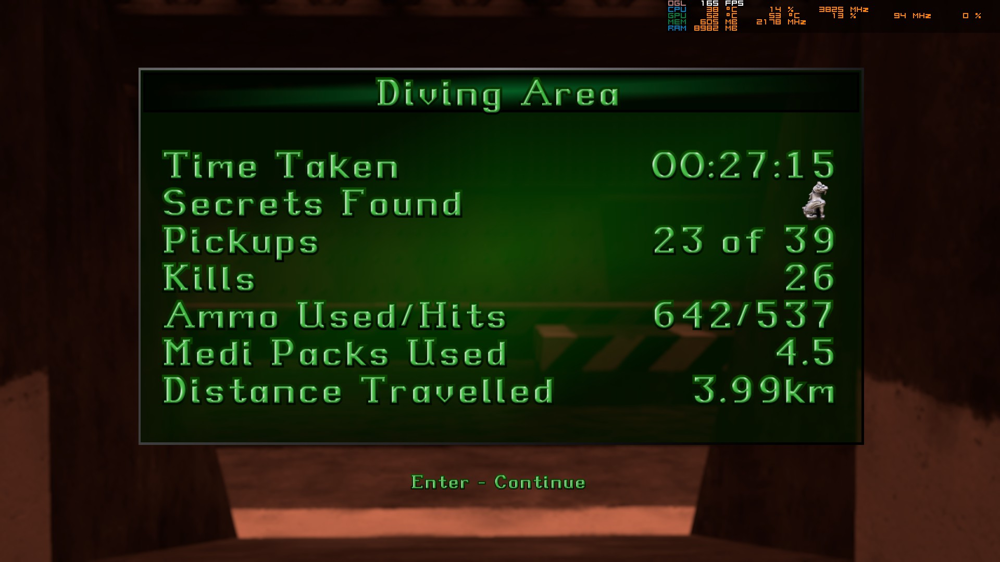 OGL 165 FPS
CPU 38 °C 14 % 3825 MHz
GPU 52 °C 53 °C 13 % 94 MHz 0 %
MEM 605 MB 2178 MHz
RAM 8982 MB
Diving Area
Time Taken 00:27:15
Secrets Found
Pickups 23 of 39
Kills 26
Ammo Used/Hits 642/537
Medi Packs Used 4.5
Distance Travelled 3.99km
Enter - Continue